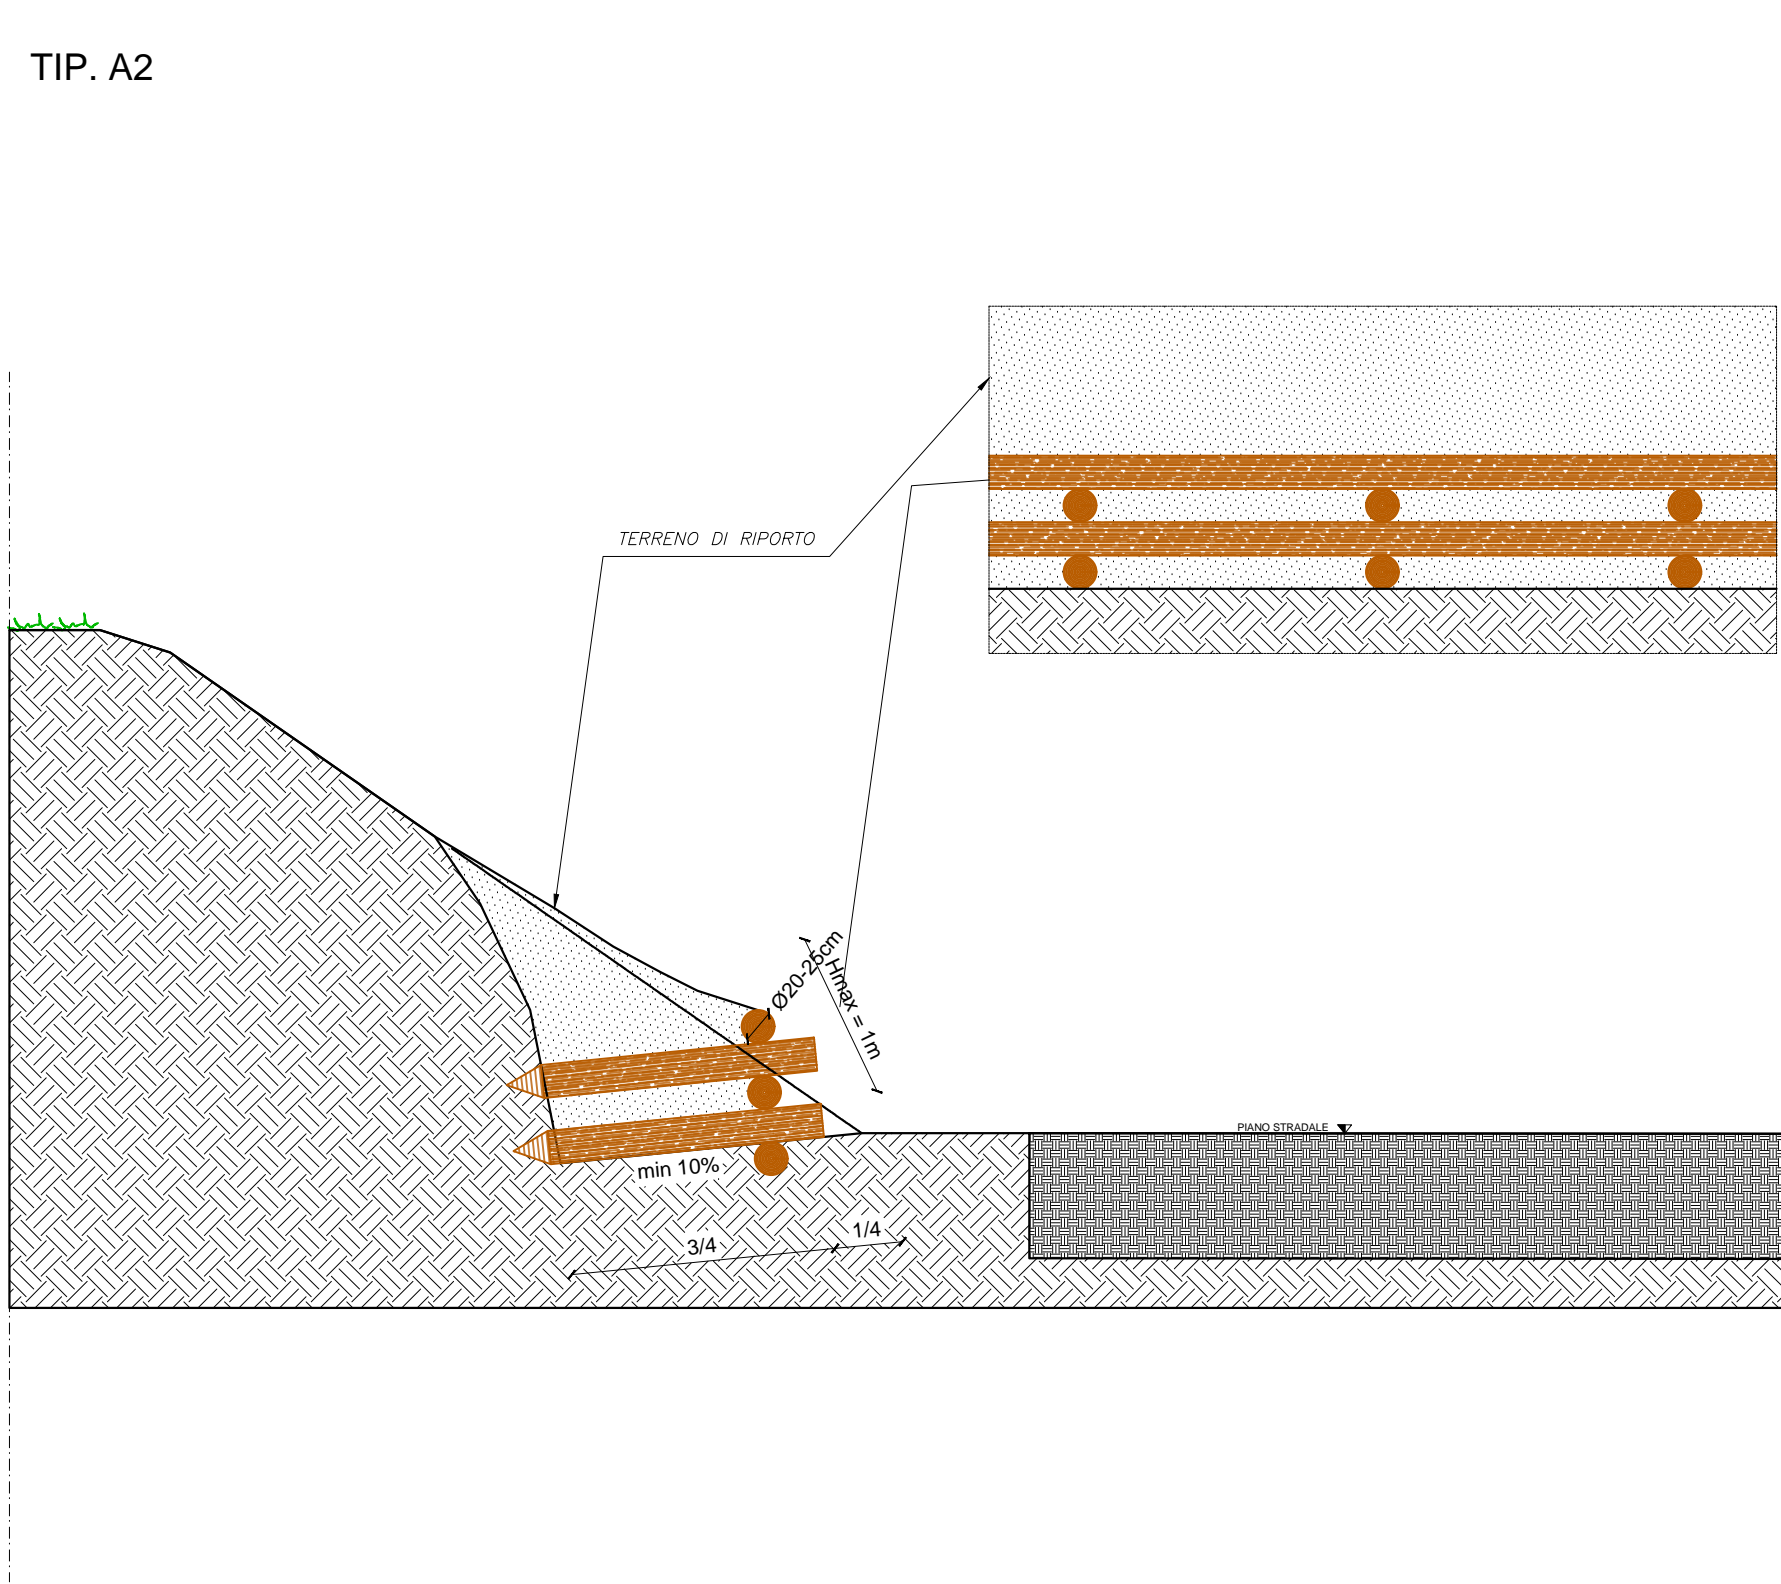 TIP. A2
TERRENO DI RIPORTO
Ø20-25cm
Hmax = 1m
PIANO STRADALE
min 10%
3/4
1/4